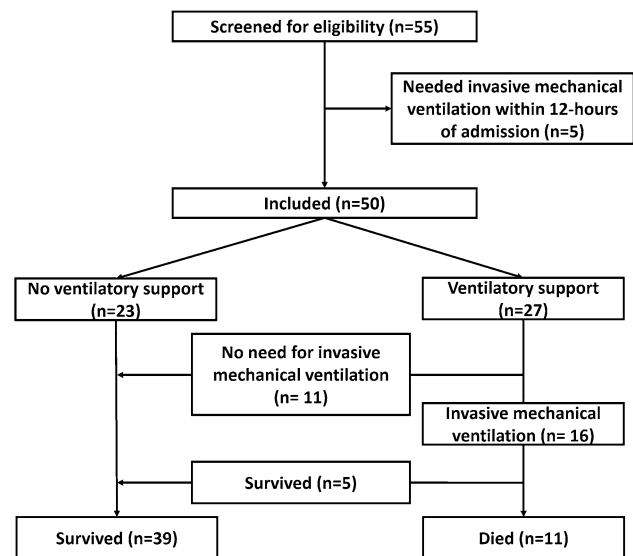 Screened for eligibility (n=55)
Needed invasive mechanical
ventilation within 12-hours
of admission (n=5)
Included (n=50)
No ventilatory support
(n=23)
Ventilatory support
(n=27)
No need for invasive
mechanical ventilation
(n= 11)
Invasive mechanical
ventilation (n= 16)
Survived (n=5)
Survived (n=39)
Died (n=11)